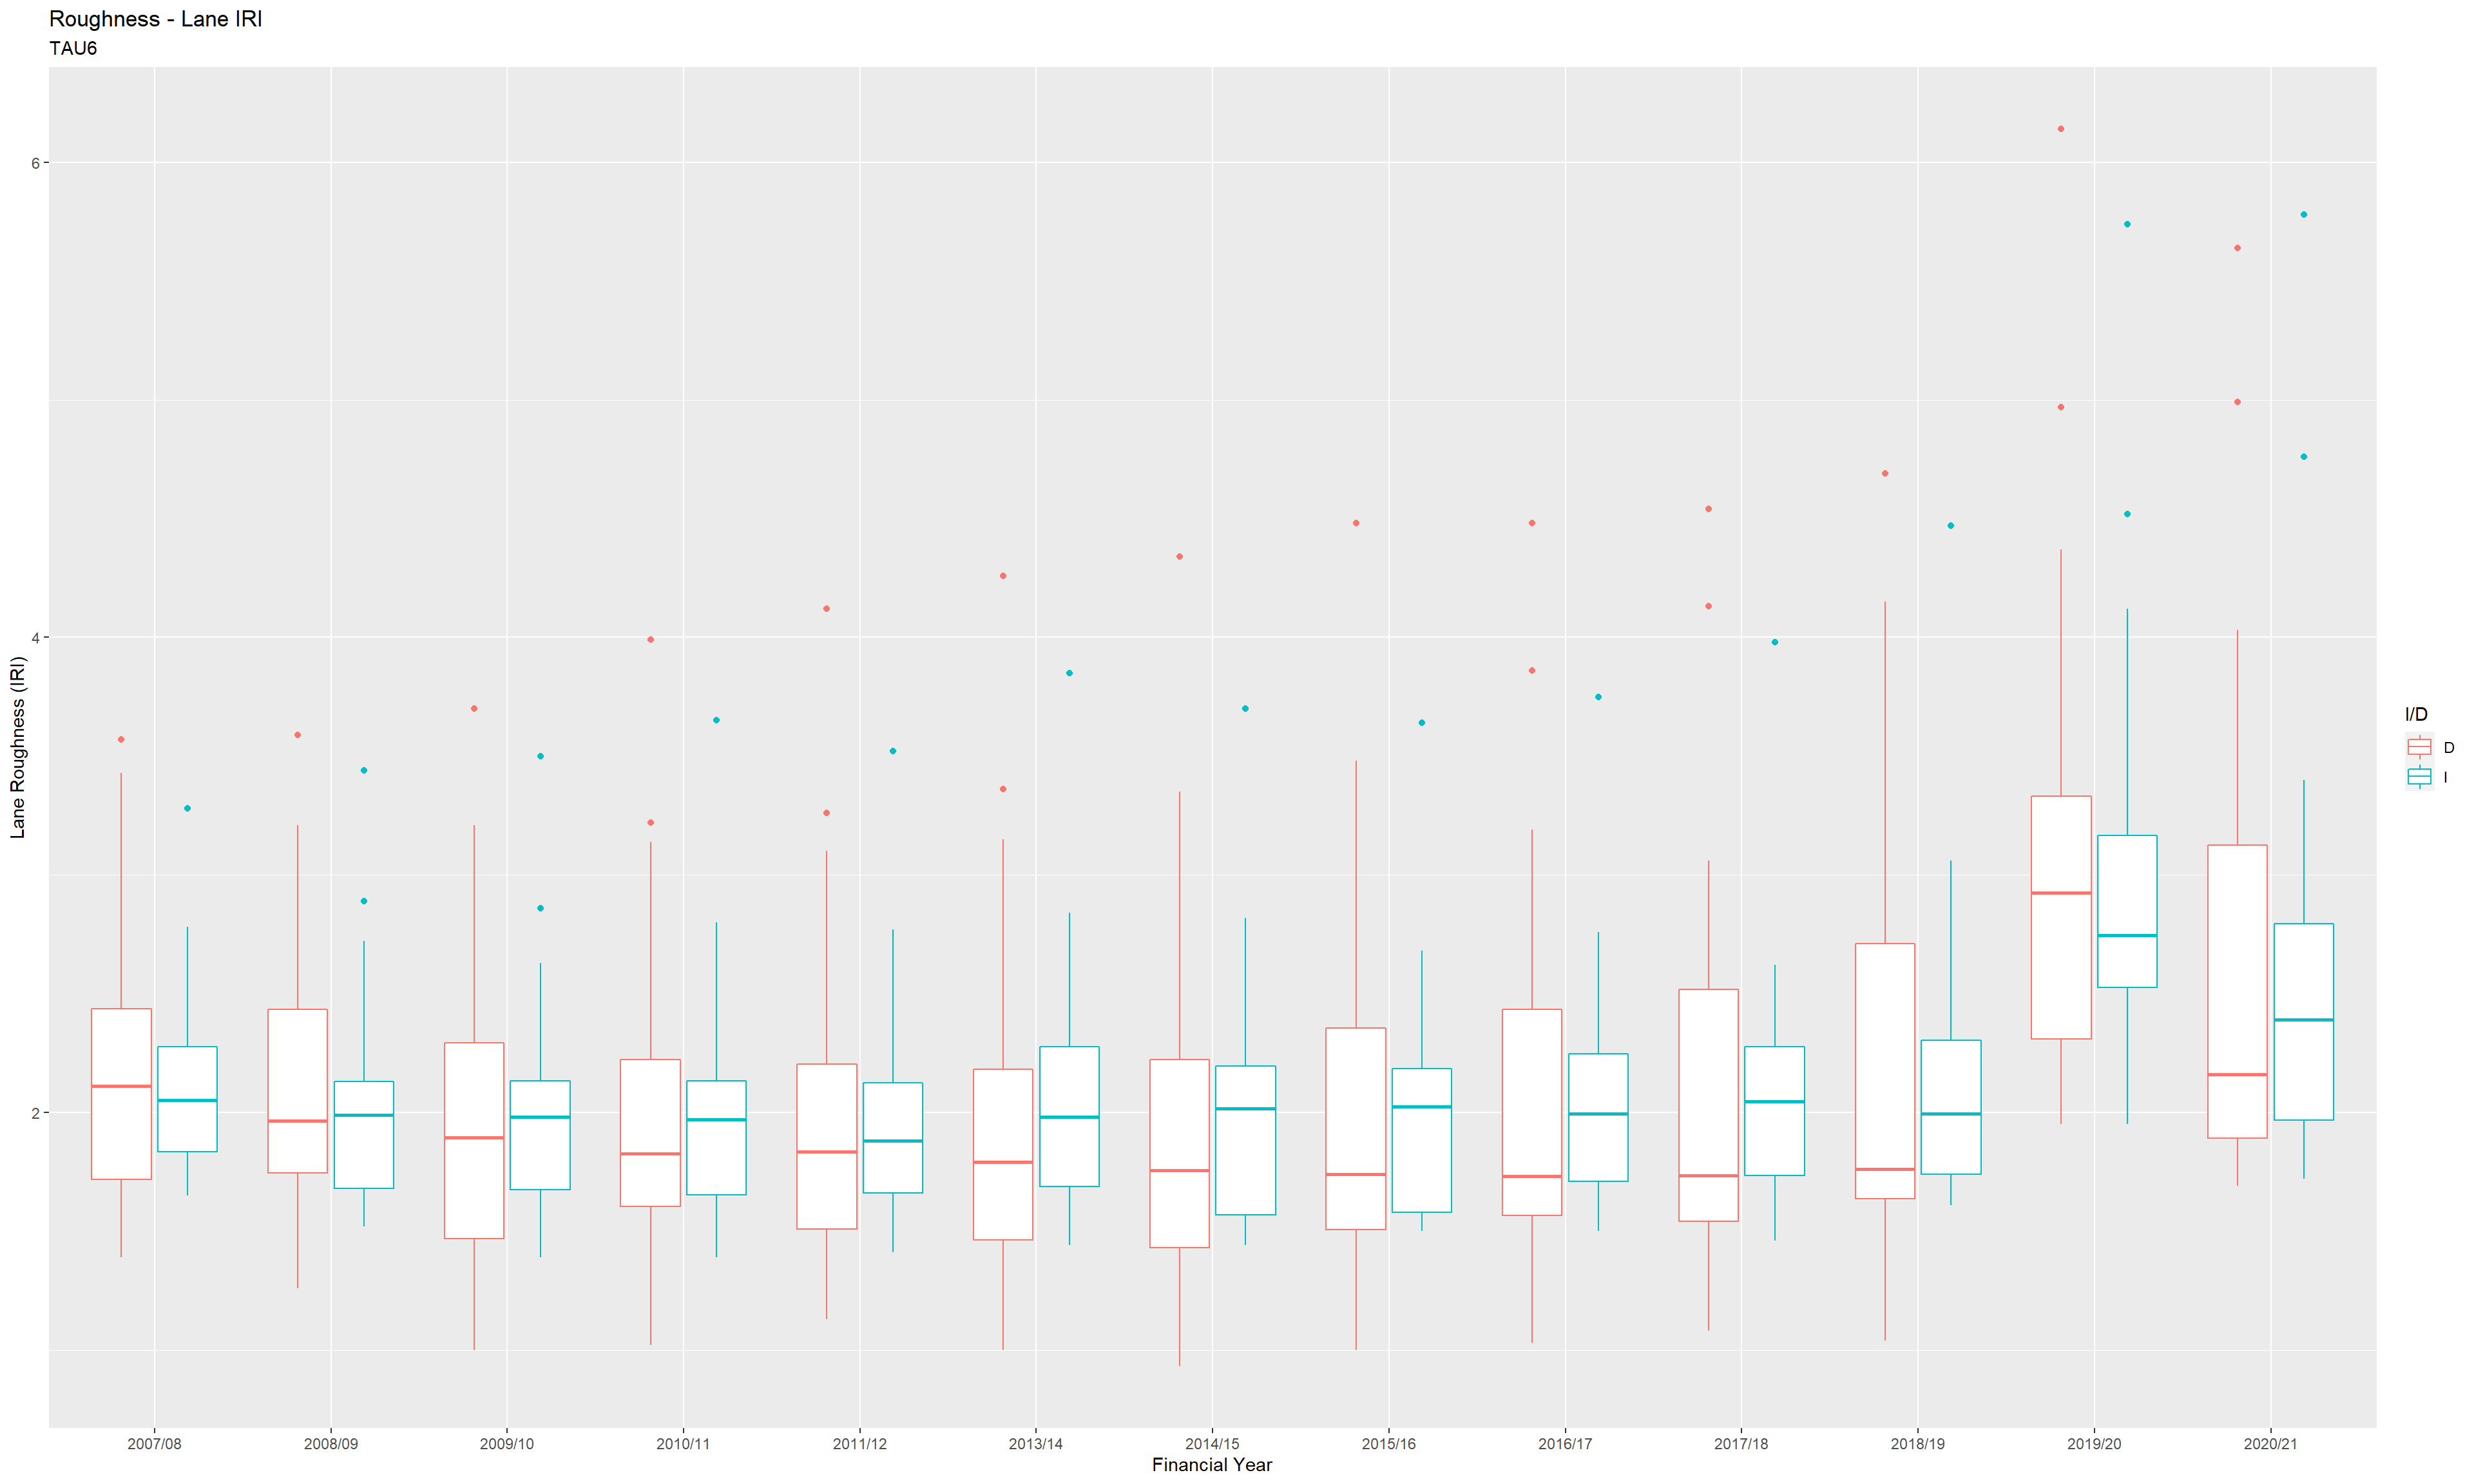 Roughness - Lane IRI
TAU6
6
4
2
Lane Roughness (IRI)
2007/08
2008/09
2009/10
2010/11
2011/12
2013/14
2014/15
2015/16
2016/17
2017/18
2018/19
2019/20
2020/21
Financial Year
I/D
D
I